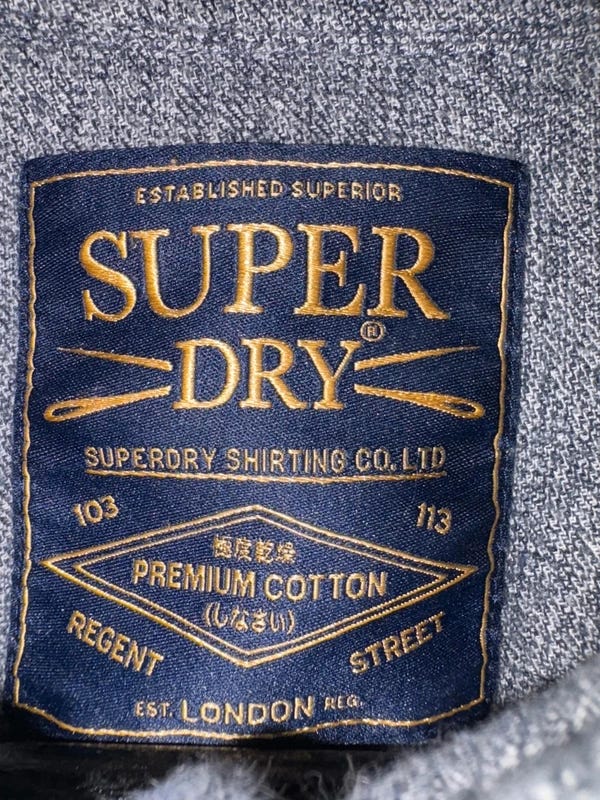 ESTABLISHED SUPERIOR
SUPER
DRY®
SUPERDRY SHIRTING CO. LTD
103 113
極度乾燥
PREMIUM COTTON
(しなさい)
REGENT STREET
EST. LONDON REG.